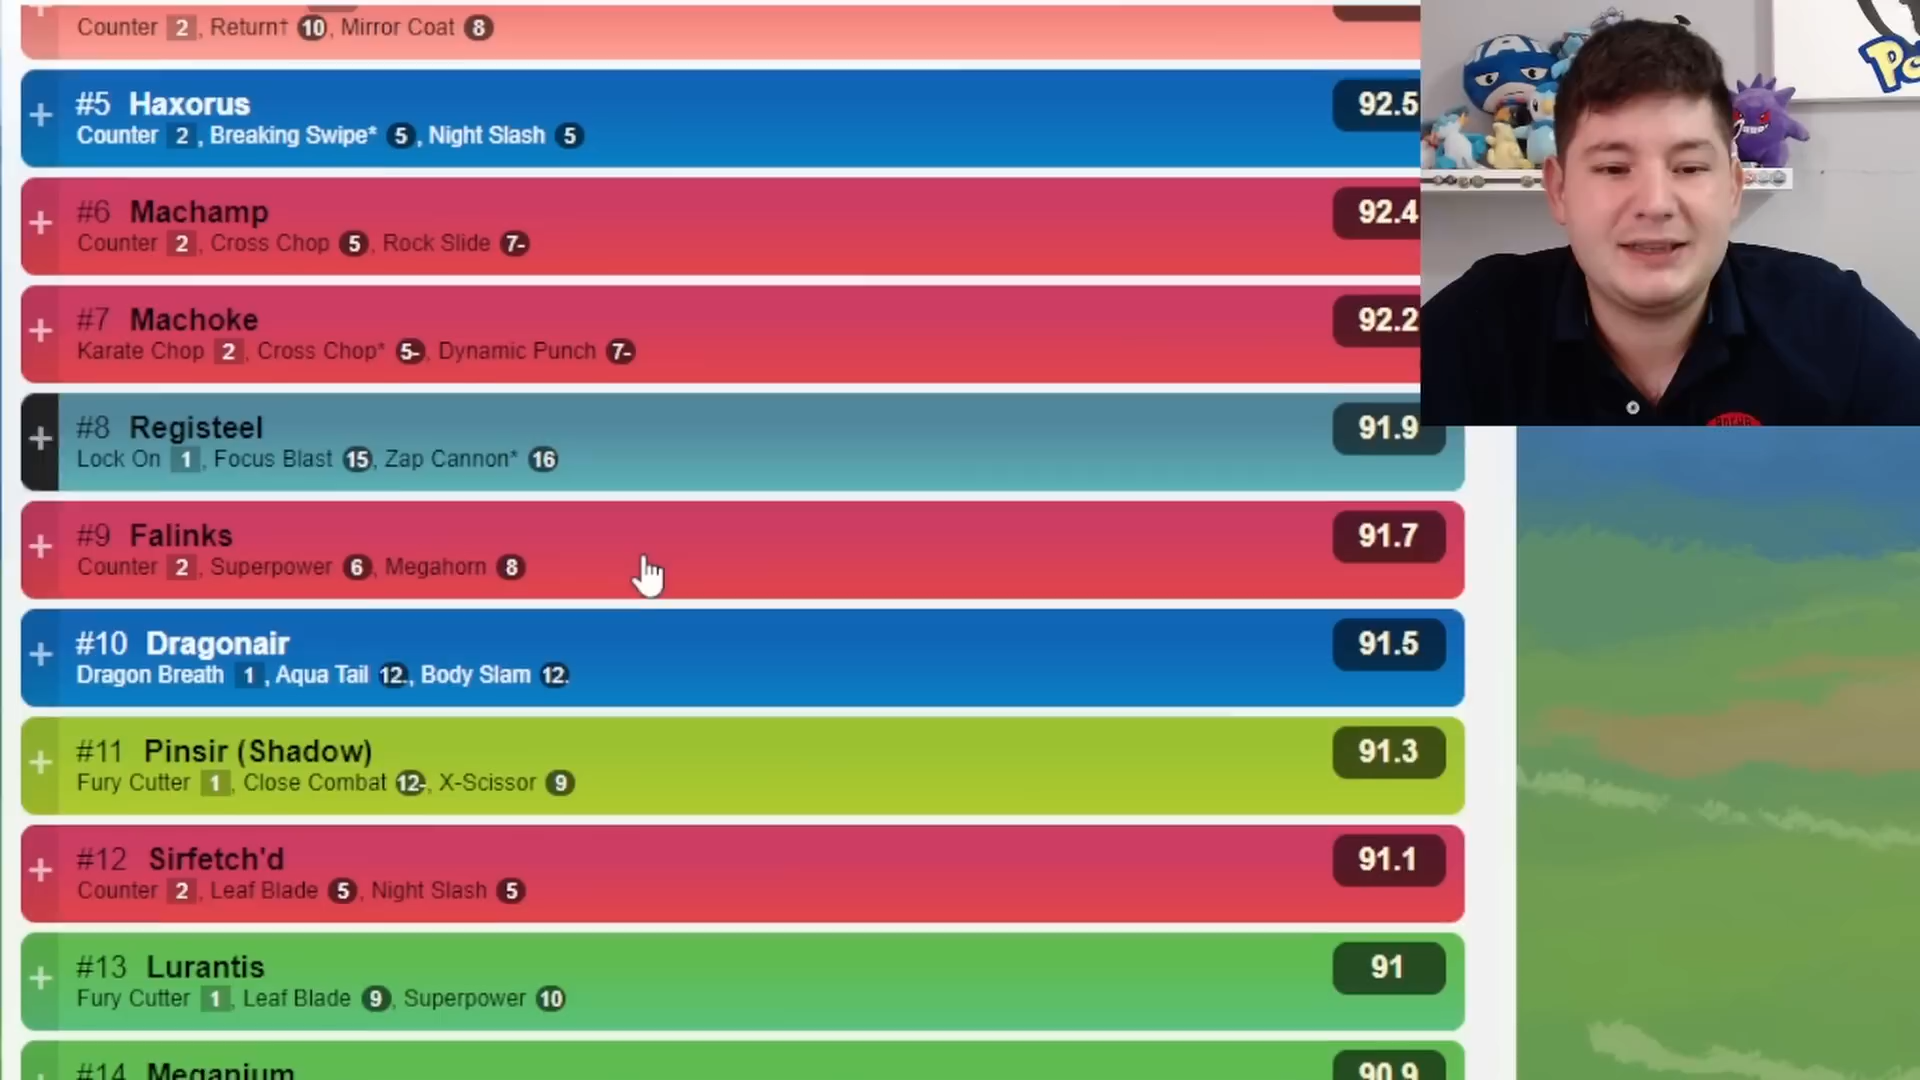 Counter 2, Return† 10, Mirror Coat 8
#5 Haxorus
92.5
Counter 2, Breaking Swipe* 5, Night Slash 5
#6 Machamp
92.4
Counter 2, Cross Chop 5, Rock Slide 7-
#7 Machoke
92.2
Karate Chop 2, Cross Chop* 5-, Dynamic Punch 7-
#8 Registeel
91.9
Lock On 1, Focus Blast 15, Zap Cannon* 16
#9 Falinks
91.7
Counter 2, Superpower 6, Megahorn 8
#10 Dragonair
91.5
Dragon Breath 1, Aqua Tail 12., Body Slam 12.
#11 Pinsir (Shadow)
91.3
Fury Cutter 1, Close Combat 12-, X-Scissor 9
#12 Sirfetch'd
91.1
Counter 2, Leaf Blade 5, Night Slash 5
#13 Lurantis
91
Fury Cutter 1, Leaf Blade 9, Superpower 10
#14 Meganium
90.9